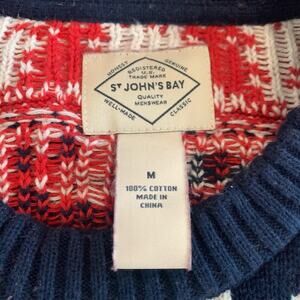 HONEST
GENUINE
REGISTERED
U.S.
TRADE MARK
ST JOHN'S BAY
QUALITY
MENSWEAR
WELL-MADE
CLASSIC
M
100% COTTON
MADE IN
CHINA